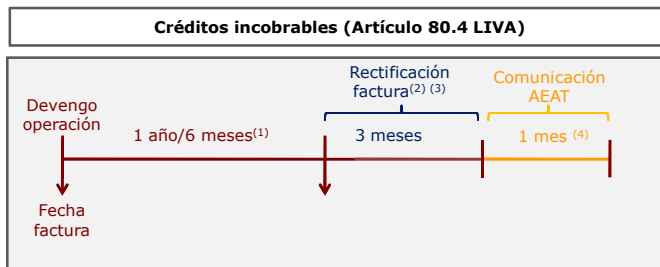 Créditos incobrables (Artículo 80.4 LIVA)
Rectificación
factura(2) (3)
Comunicación
AEAT
Devengo
operación
1 año/6 meses(1)
3 meses
1 mes (4)
Fecha
factura